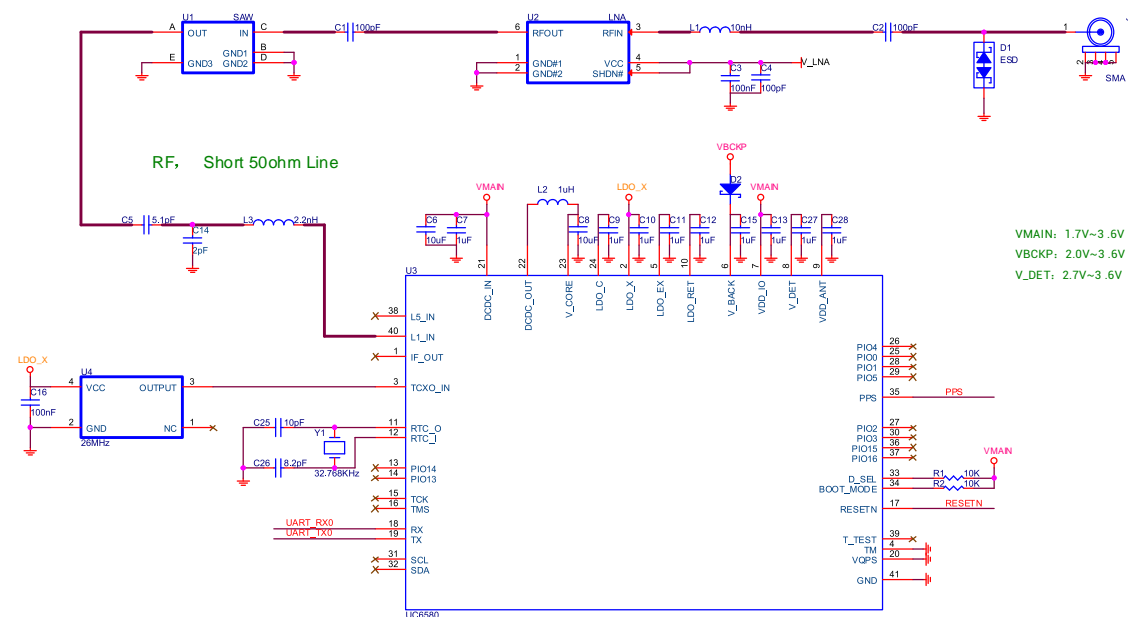 U1 SAW
A OUT IN C
GND1 B
GND2 D
E GND3
C1 100pF
U2 LNA
6 RFOUT RFIN 3
1 GND#1 VCC 4
2 GND#2 SHDN# 5
L1 10nH
C2 100pF
C3 100nF
C4 100pF
V_LNA
D1
ESD
1
2 3 4 5
SMA
RF， Short 50ohm Line
C5 5.1pF
C14
2pF
L3 2.2nH
VMAIN
C6 10uF
C7 1uF
L2 1uH
C8 10uF
C9 1uF
LDO_X
C10 1uF
C11 1uF
C12 1uF
VBCKP
D2
C15 1uF
VMAIN
C13 1uF
C27 1uF
C28 1uF
VMAIN：1.7V~3 .6V
VBCKP：2.0V~3 .6V
V_DET：2.7V~3 .6V
U3
21 DCDC_IN
22 DCDC_OUT
23 V_CORE
24 LDO_C
2 LDO_X
5 LDO_EX
10 LDO_RET
6 V_BACK
7 VDD_IO
8 V_DET
9 VDD_ANT
38 L5_IN
40 L1_IN
1 IF_OUT
3 TCXO_IN
11 RTC_O
12 RTC_I
13 PIO14
14 PIO13
15 TCK
16 TMS
UART_RX0 18 RX
UART_TX0 19 TX
31 SCL
32 SDA
LDO_X
C16
100nF
U4
4 VCC OUTPUT 3
2 GND NC 1
26MHz
C25 10pF
Y1
C26 8.2pF
32.768KHz
PIO4 26
PIO0 25
PIO1 28
PIO5 29
PPS 35 PPS
PIO2 27
PIO3 30
PIO15 36
PIO16 37
VMAIN
D_SEL 33 R1 10K
BOOT_MODE 34 R2 10K
RESETN 17 RESETN
T_TEST 39
TM 4
VQPS 20
GND 41
UC6580